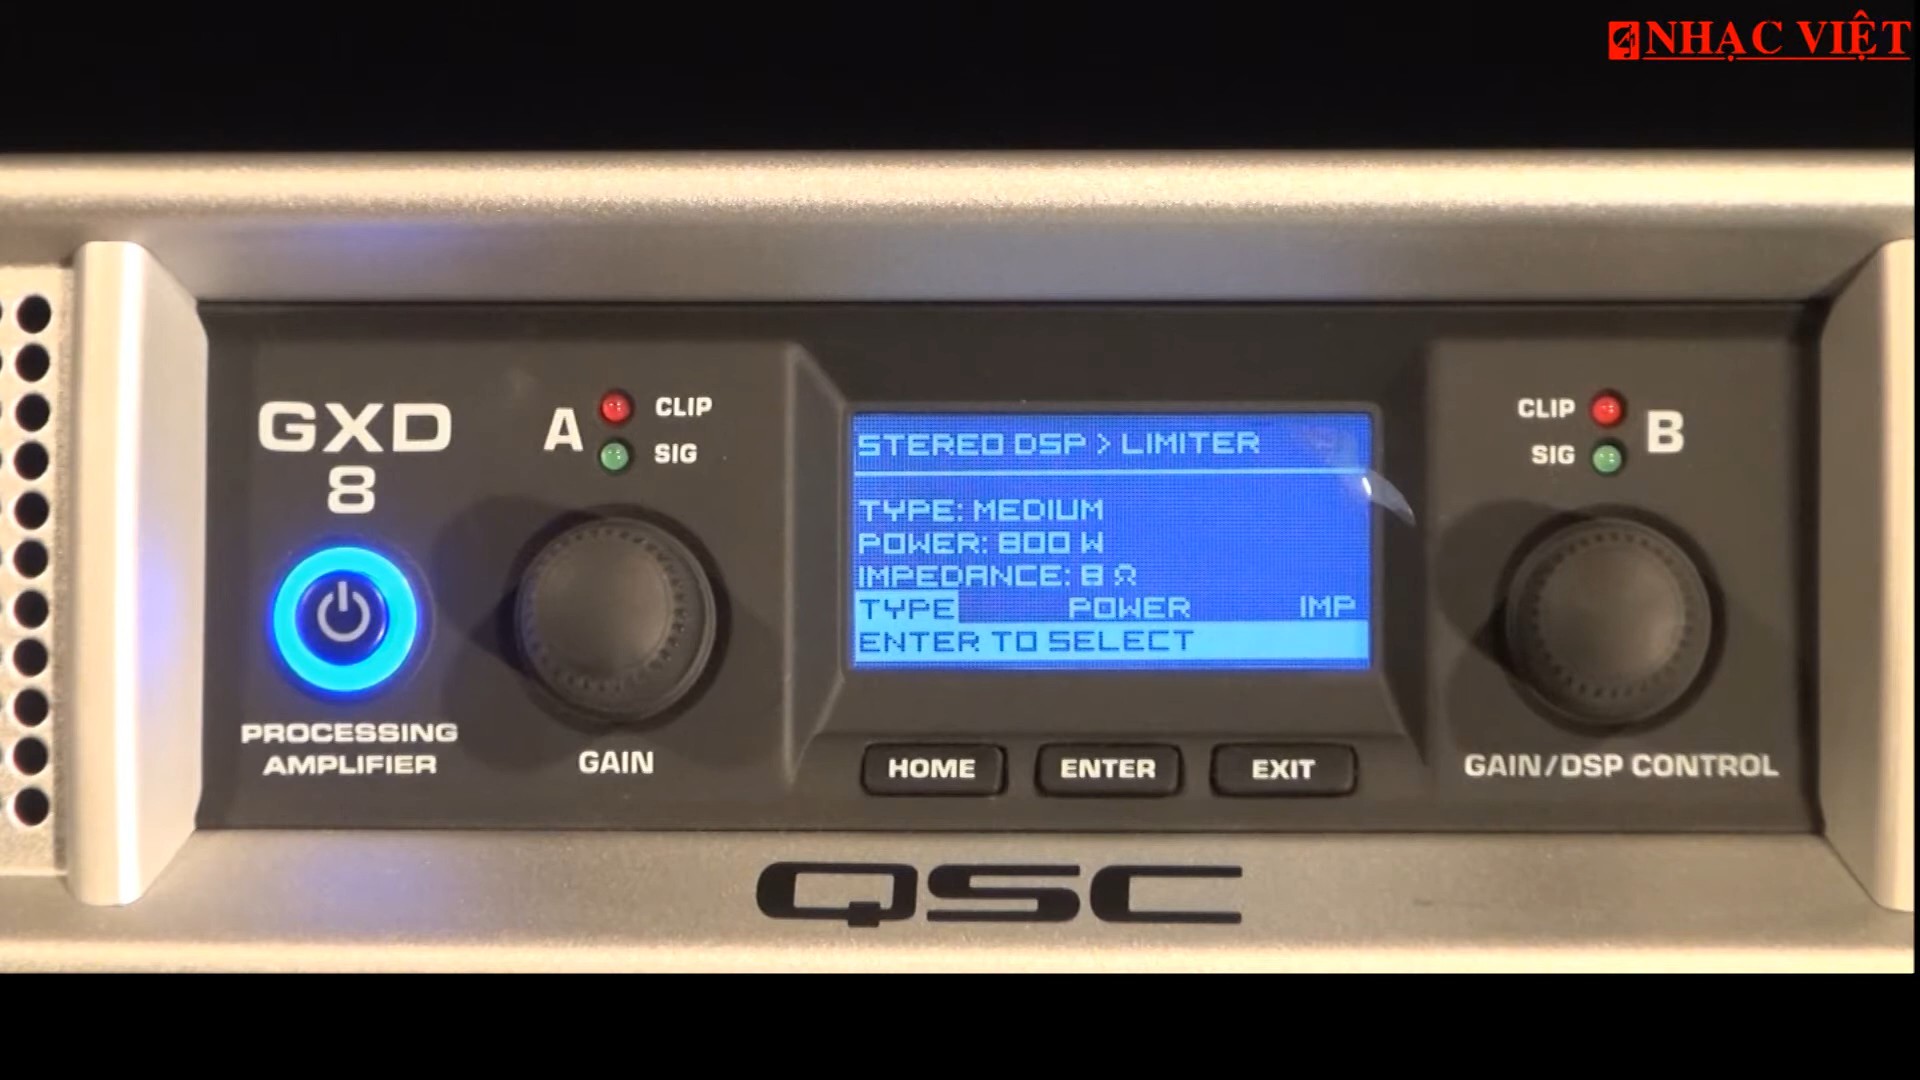 NHẠC VIỆT
GXD
8
PROCESSING
AMPLIFIER
A
CLIP
SIG
GAIN
STEREO DSP > LIMITER
TYPE: MEDIUM
POWER: 800 W
IMPEDANCE: 8 Ω
TYPE POWER IMP
ENTER TO SELECT
HOME ENTER EXIT
CLIP
SIG
B
GAIN/DSP CONTROL
QSC